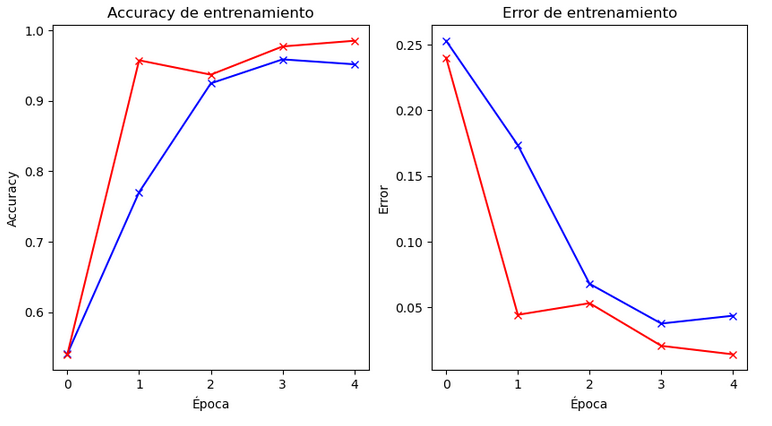 Accuracy de entrenamiento
1.0
0.9
0.8
0.7
0.6
Accuracy
0 1 2 3 4
Época
Error de entrenamiento
0.25
0.20
0.15
0.10
0.05
Error
0 1 2 3 4
Época